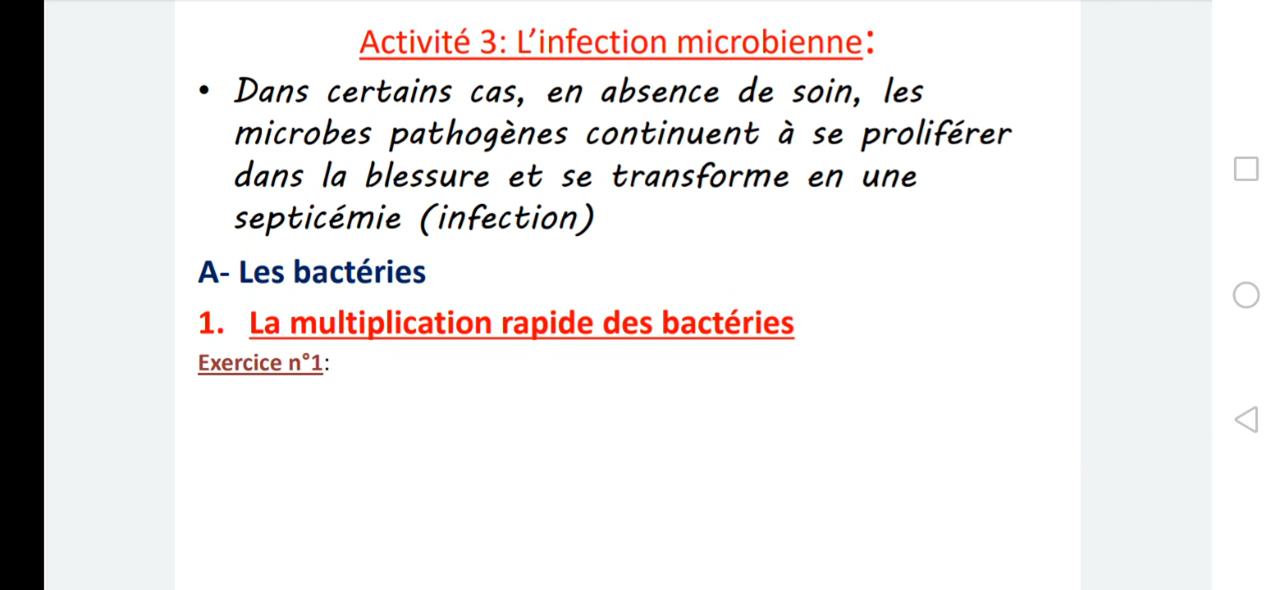 Activité 3: L'infection microbienne:
• Dans certains cas, en absence de soin, les
microbes pathogènes continuent à se proliférer
dans la blessure et se transforme en une
septicémie (infection)
A- Les bactéries
1. La multiplication rapide des bactéries
Exercice n°1: